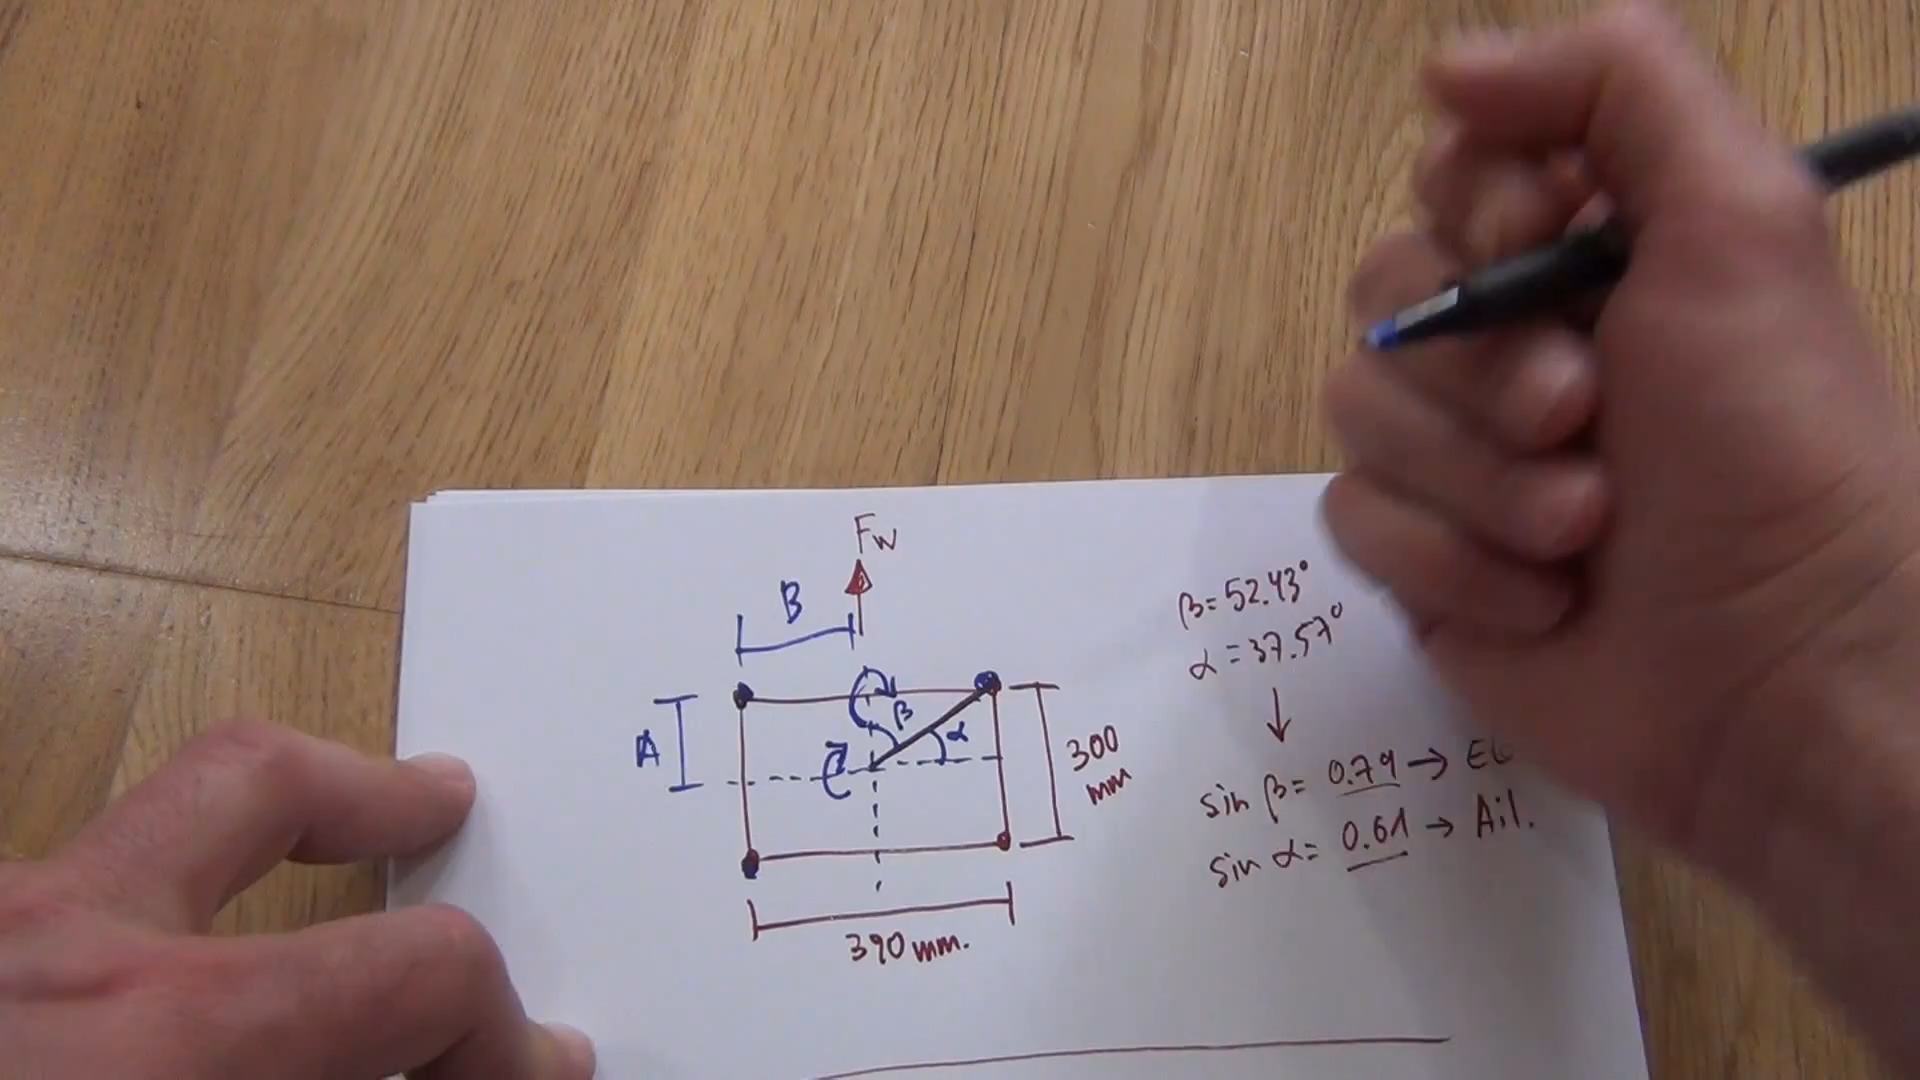 Fw
B
β
α
A
300
mm
390 mm.
β=52.43°
α=37.57°
sin β= 0.79 →
sin α= 0.61 → Ail.